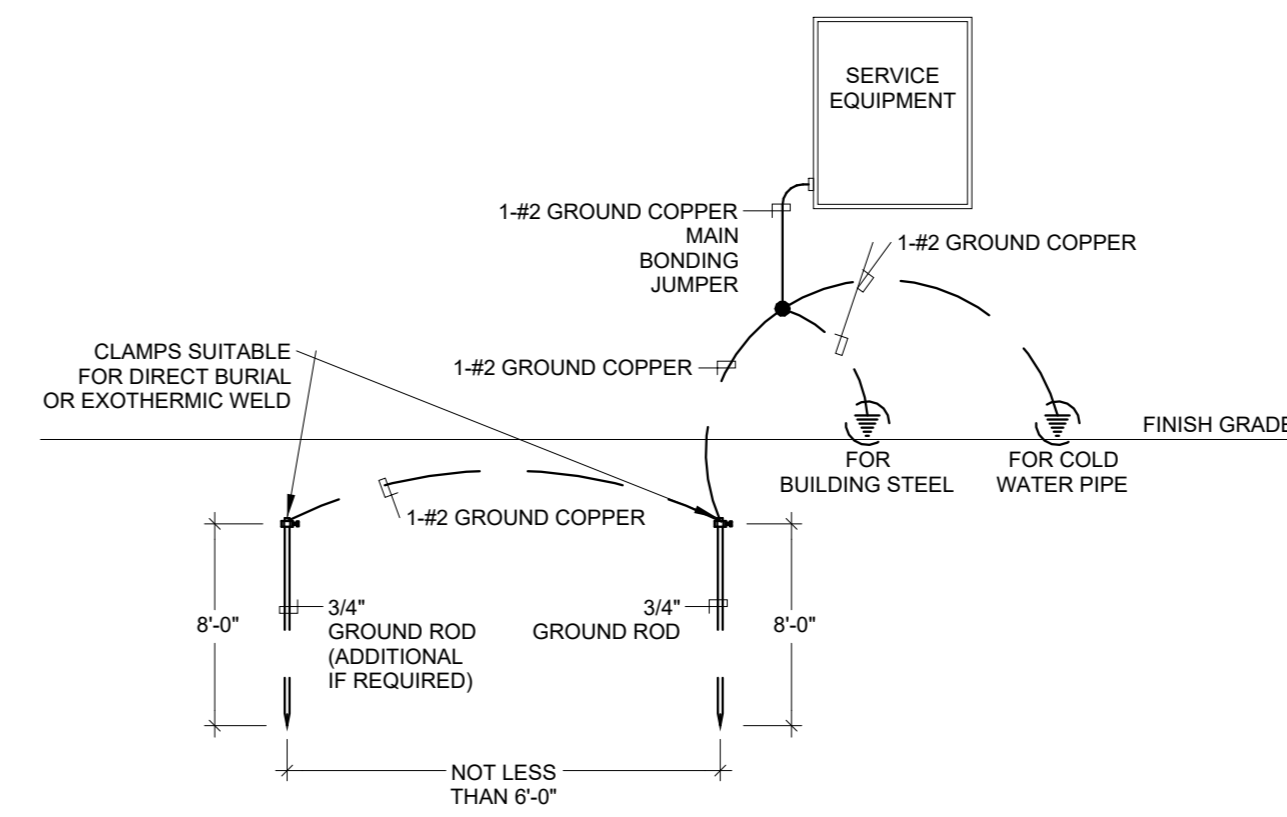 SERVICE
EQUIPMENT
1-#2 GROUND COPPER
MAIN
BONDING
JUMPER
1-#2 GROUND COPPER
CLAMPS SUITABLE
FOR DIRECT BURIAL
OR EXOTHERMIC WELD
1-#2 GROUND COPPER
FINISH GRADE
FOR
BUILDING STEEL
FOR COLD
WATER PIPE
1-#2 GROUND COPPER
8'-0"
3/4"
GROUND ROD
(ADDITIONAL
IF REQUIRED)
3/4"
GROUND ROD
8'-0"
NOT LESS
THAN 6'-0"